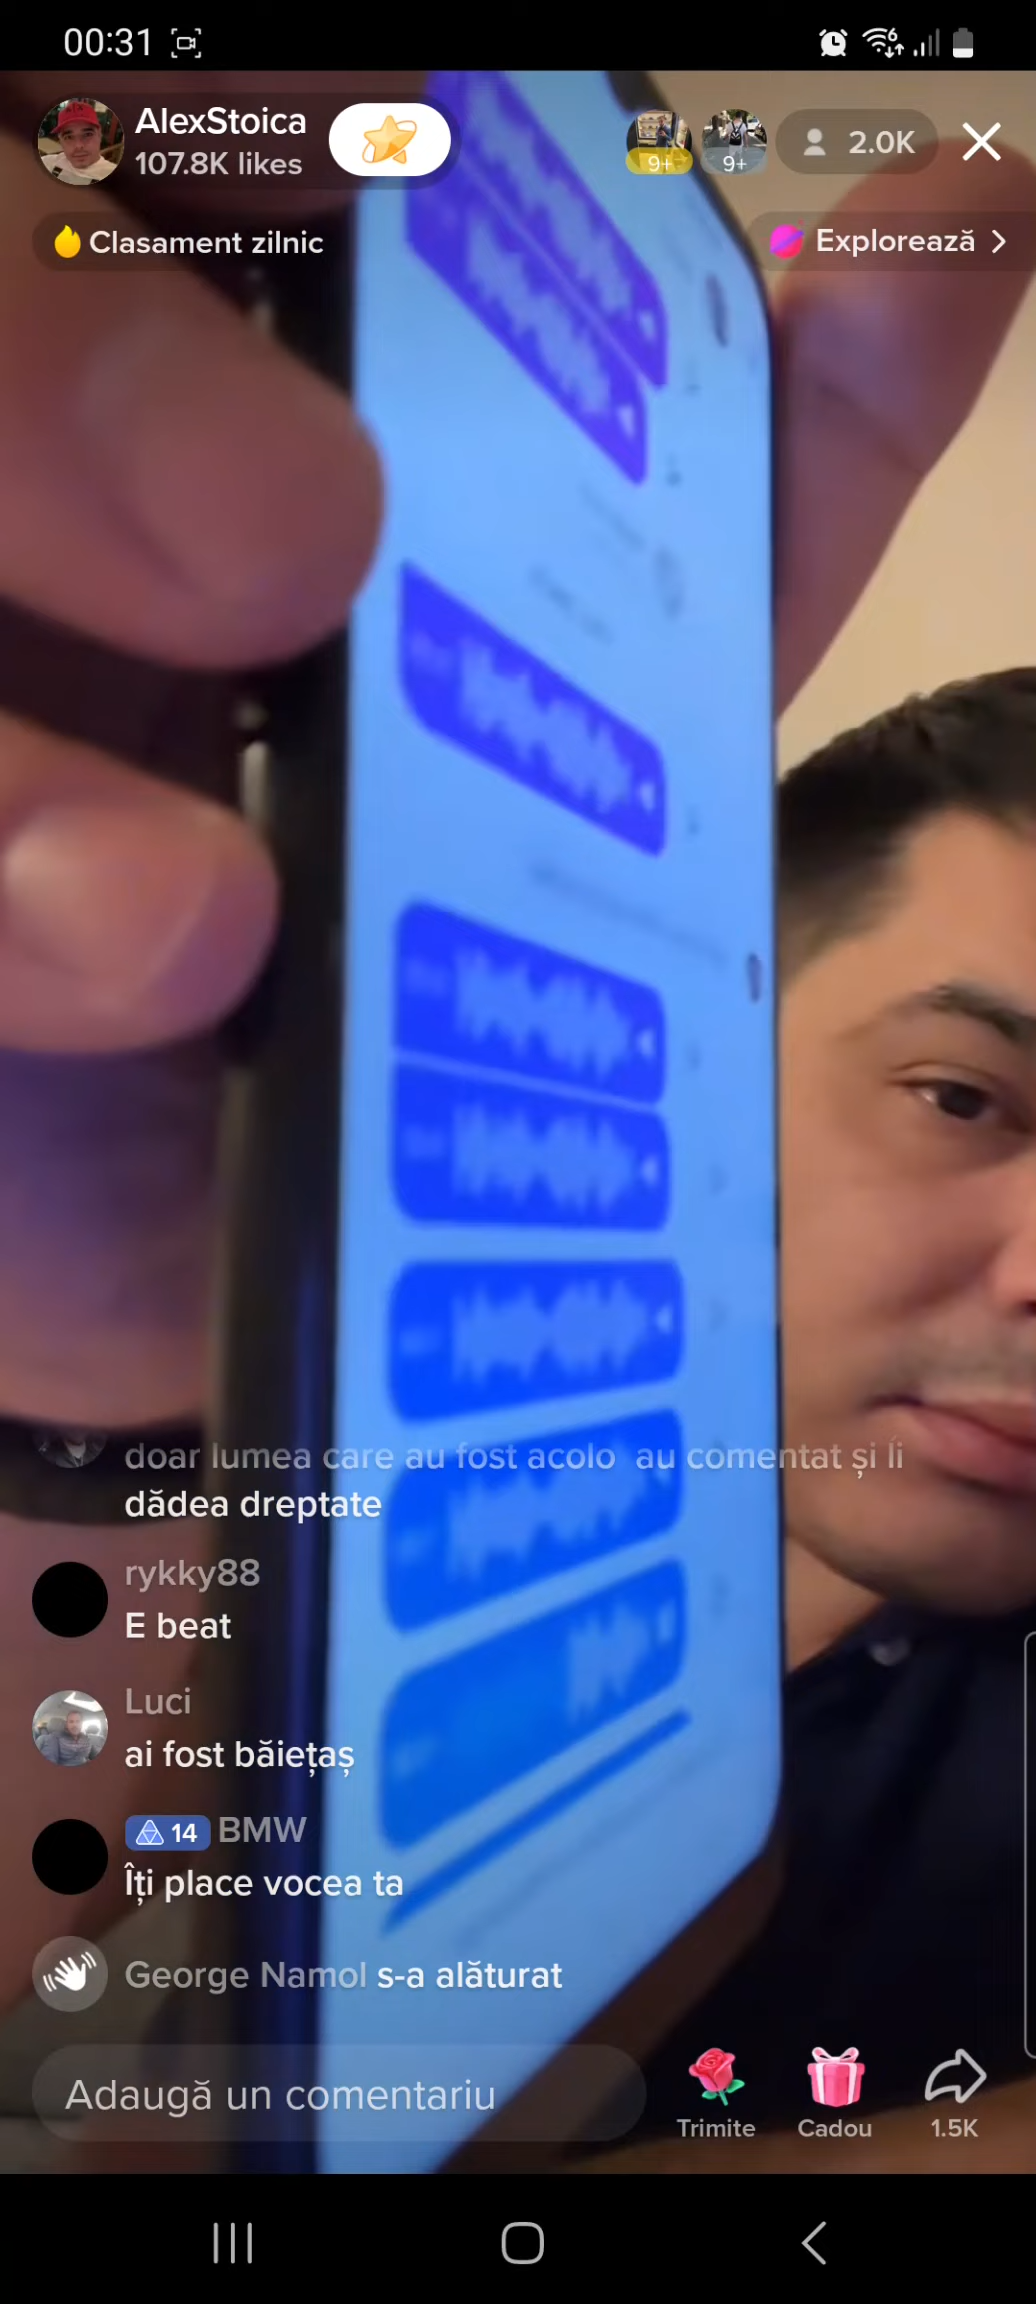 00:31
6
AlexStoica
107.8K likes
9+
9+
2.0K
Clasament zilnic
Explorează
doar lumea care au fost acolo au comentat și îi
dădea dreptate
rykky88
E beat
Luci
ai fost băiețaș
14 BMW
Îți place vocea ta
George Namol s-a alăturat
Adaugă un comentariu
Trimite
Cadou
1.5K